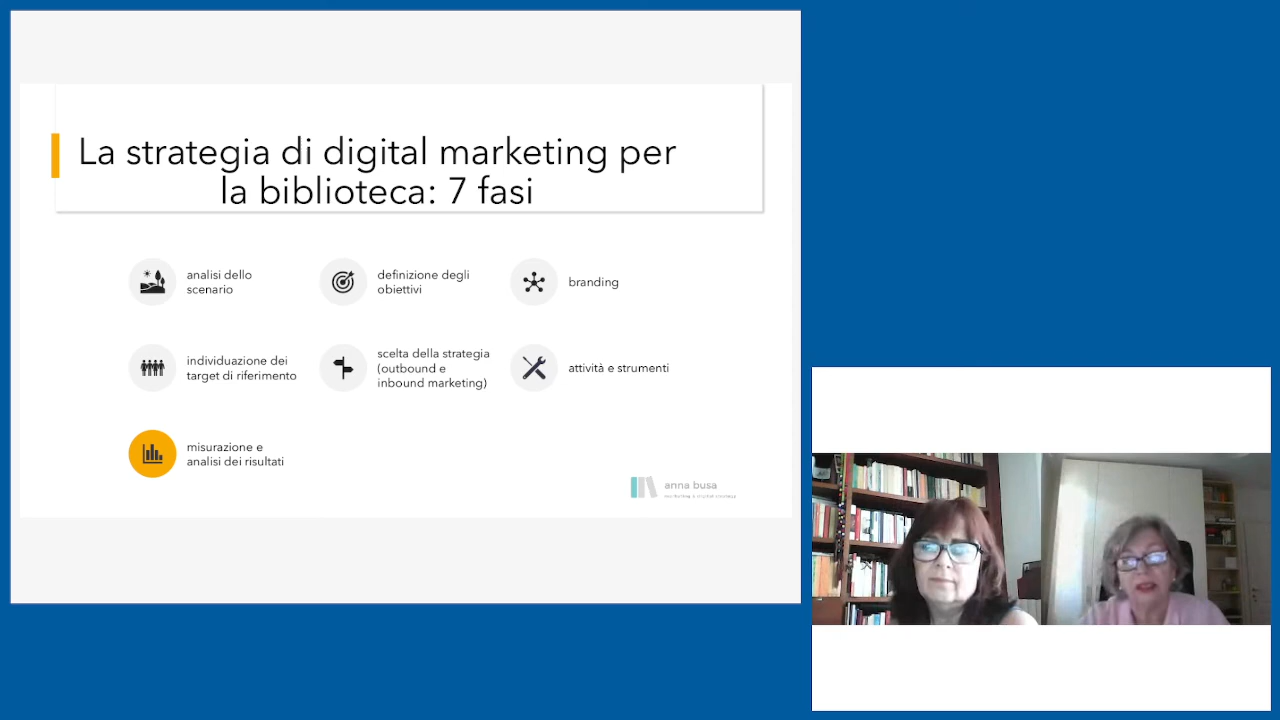 La strategia di digital marketing per
la biblioteca: 7 fasi
analisi dello
scenario
definizione degli
obiettivi
branding
individuazione dei
target di riferimento
scelta della strategia
(outbound e
inbound marketing)
attività e strumenti
misurazione e
analisi dei risultati
anna busa